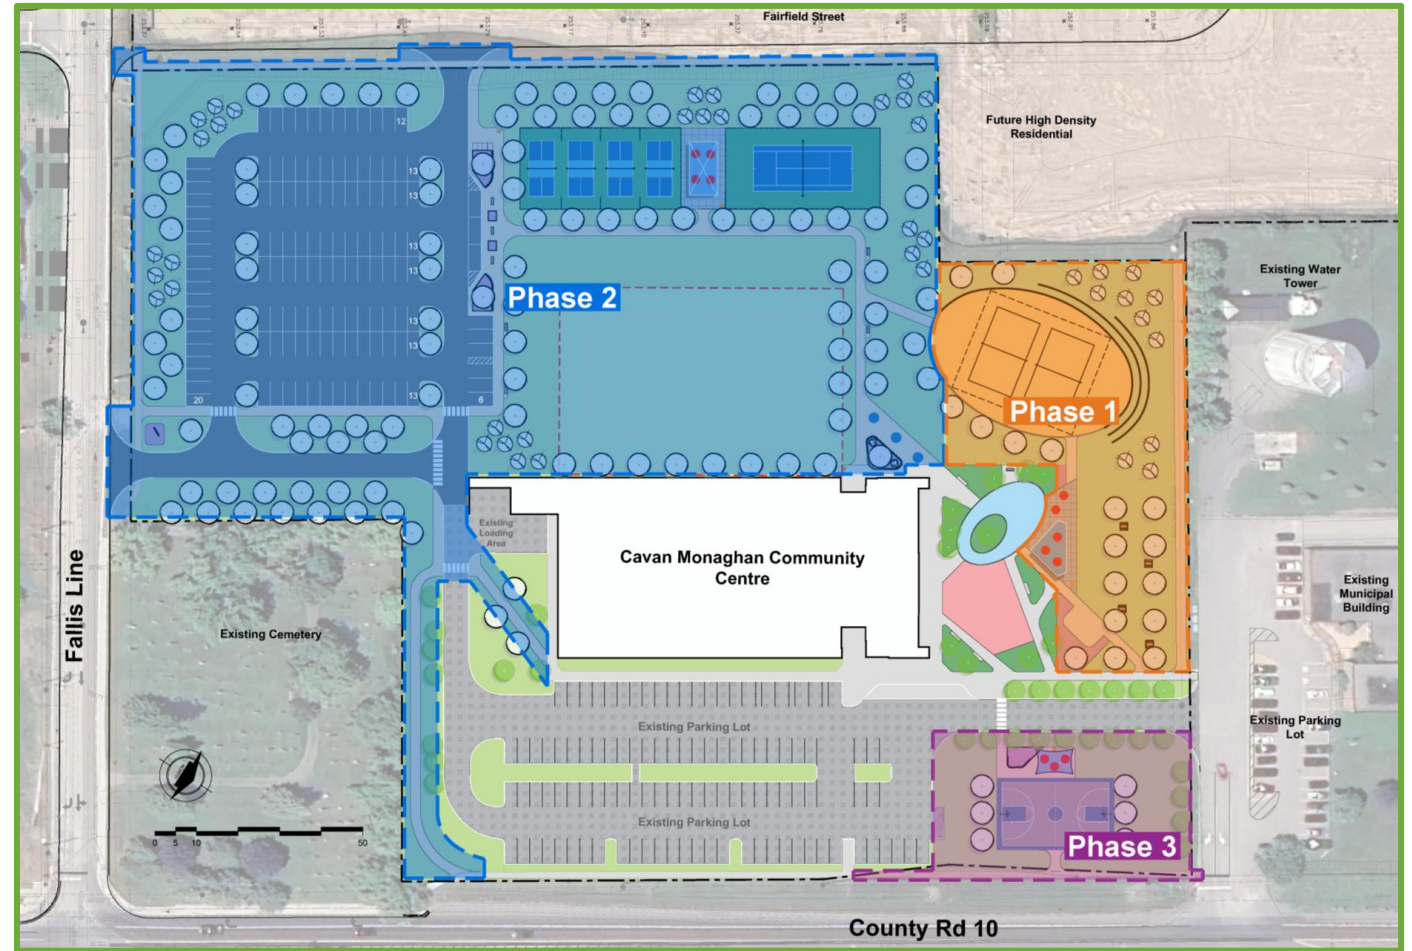 Fairfield Street
12
Future High Density
Residential
13
13
Existing Water
Tower
13
13
Phase 2
13
13
13
20
6
Phase 1
Existing
Loading
Area
Cavan Monaghan Community
Centre
Fallis Line
Existing Cemetery
Existing
Municipal
Building
Existing Parking Lot
Existing Parking
Lot
Existing Parking Lot
0 5 10 50
Phase 3
County Rd 10